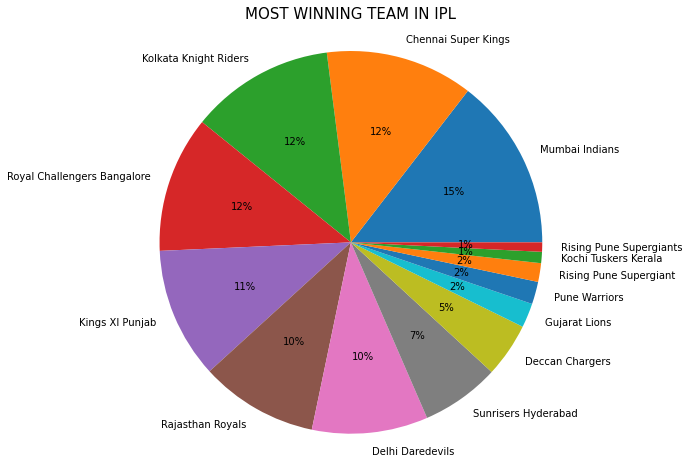 MOST WINNING TEAM IN IPL
Chennai Super Kings
Kolkata Knight Riders
12%
12%
Mumbai Indians
Royal Challengers Bangalore
15%
12%
1%
Rising Pune Supergiants
1%
Kochi Tuskers Kerala
2%
Rising Pune Supergiant
2%
Pune Warriors
11%
2%
Kings XI Punjab
5%
Gujarat Lions
10%
10%
7%
Deccan Chargers
Sunrisers Hyderabad
Rajasthan Royals
Delhi Daredevils